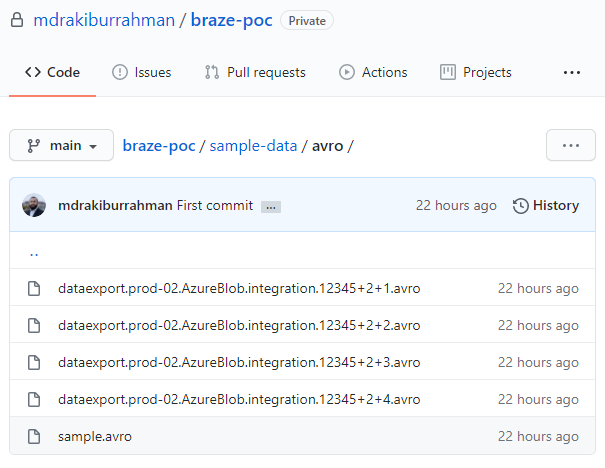 mdrakiburrahman / braze-poc Private
Code Issues Pull requests Actions Projects ...
main braze-poc / sample-data / avro / ...
mdrakiburrahman First commit ... 22 hours ago History
..
dataexport.prod-02.AzureBlob.integration.12345+2+1.avro 22 hours ago
dataexport.prod-02.AzureBlob.integration.12345+2+2.avro 22 hours ago
dataexport.prod-02.AzureBlob.integration.12345+2+3.avro 22 hours ago
dataexport.prod-02.AzureBlob.integration.12345+2+4.avro 22 hours ago
sample.avro 22 hours ago